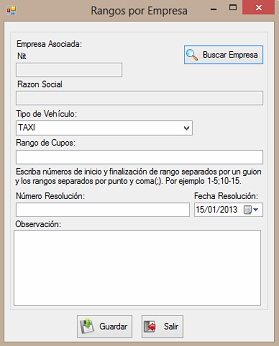 Rangos por Empresa
Empresa Asociada:
Nit
Buscar Empresa
Razon Social
Tipo de Vehículo:
TAXI
Rango de Cupos:
Escriba números de inicio y finalización de rango separados por un guion
y los rangos separados por punto y coma(;). Por ejemplo 1-5;10-15.
Número Resolución:
Fecha Resolución:
15/01/2013
Observación:
Guardar
Salir